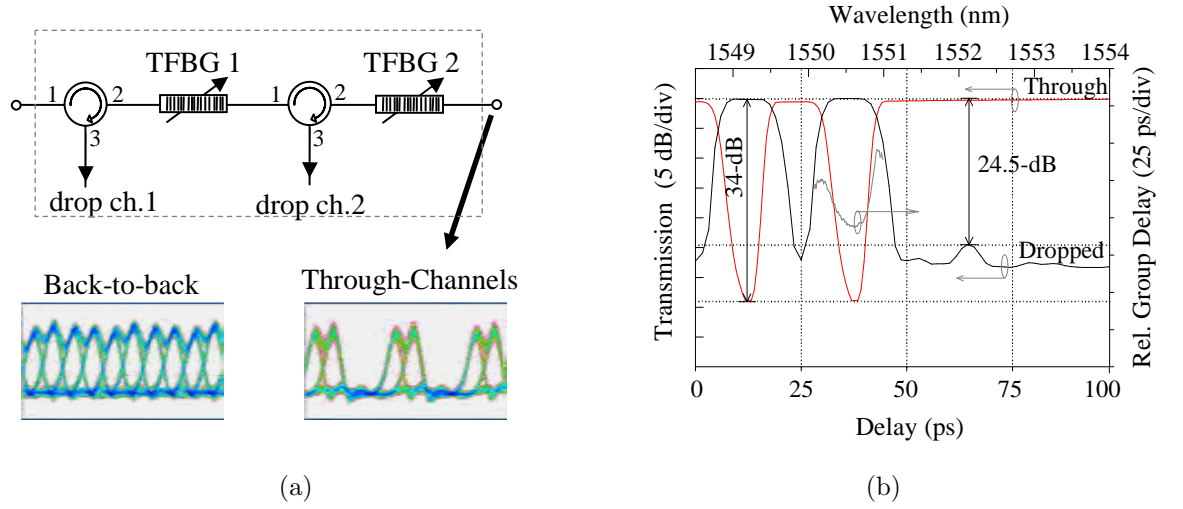 TFBG 1
TFBG 2
1
2
3
1
2
3
drop ch.1
drop ch.2
Back-to-back
Through-Channels
(a)
Wavelength (nm)
1549
1550
1551
1552
1553
1554
Transmission (5 dB/div)
Rel. Group Delay (25 ps/div)
Through
34-dB
24.5-dB
Dropped
0
25
50
75
100
Delay (ps)
(b)